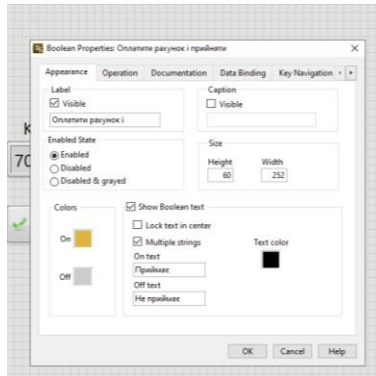 Boolean Properties: Оплатити рахунок і прийняти
Appearance Operation Documentation Data Binding Key Navigation
Label
Visible
Оплатити рахунок і
Caption
Visible
Enabled State
Enabled
Disabled
Disabled & grayed
Size
Height Width
60 252
Colors
On
Off
Show Boolean text
Lock text in center
Multiple strings
Text color
On text
Приймає
Off text
Не приймає
OK Cancel Help
К
70